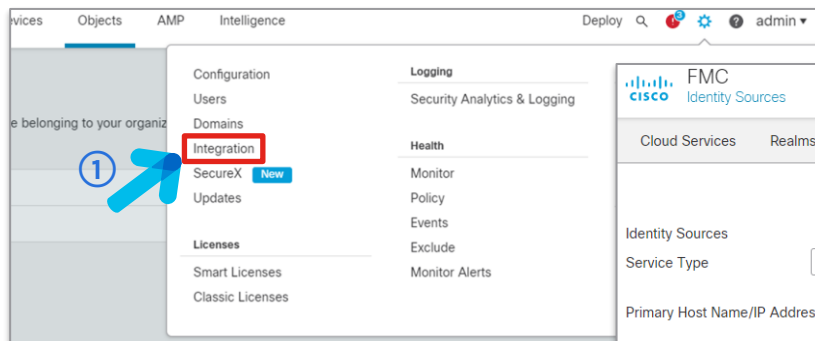 vices Objects AMP Intelligence Deploy 3 ? admin
e belonging to your organiz
Configuration
Users
Domains
Integration
SecureX New
Updates
Licenses
Smart Licenses
Classic Licenses
Logging
Security Analytics & Logging
Health
Monitor
Policy
Events
Exclude
Monitor Alerts
1
CISCO
FMC
Identity Sources
Cloud Services Realms
Identity Sources
Service Type
Primary Host Name/IP Addres